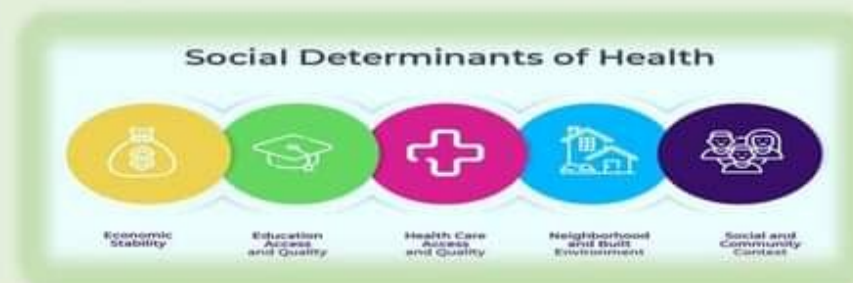 Social Determinants of Health
Economic
Stability
Education
Access
and Quality
Health Care
Access
and Quality
Neighborhood
and Built
Environment
Social and
Community
Context